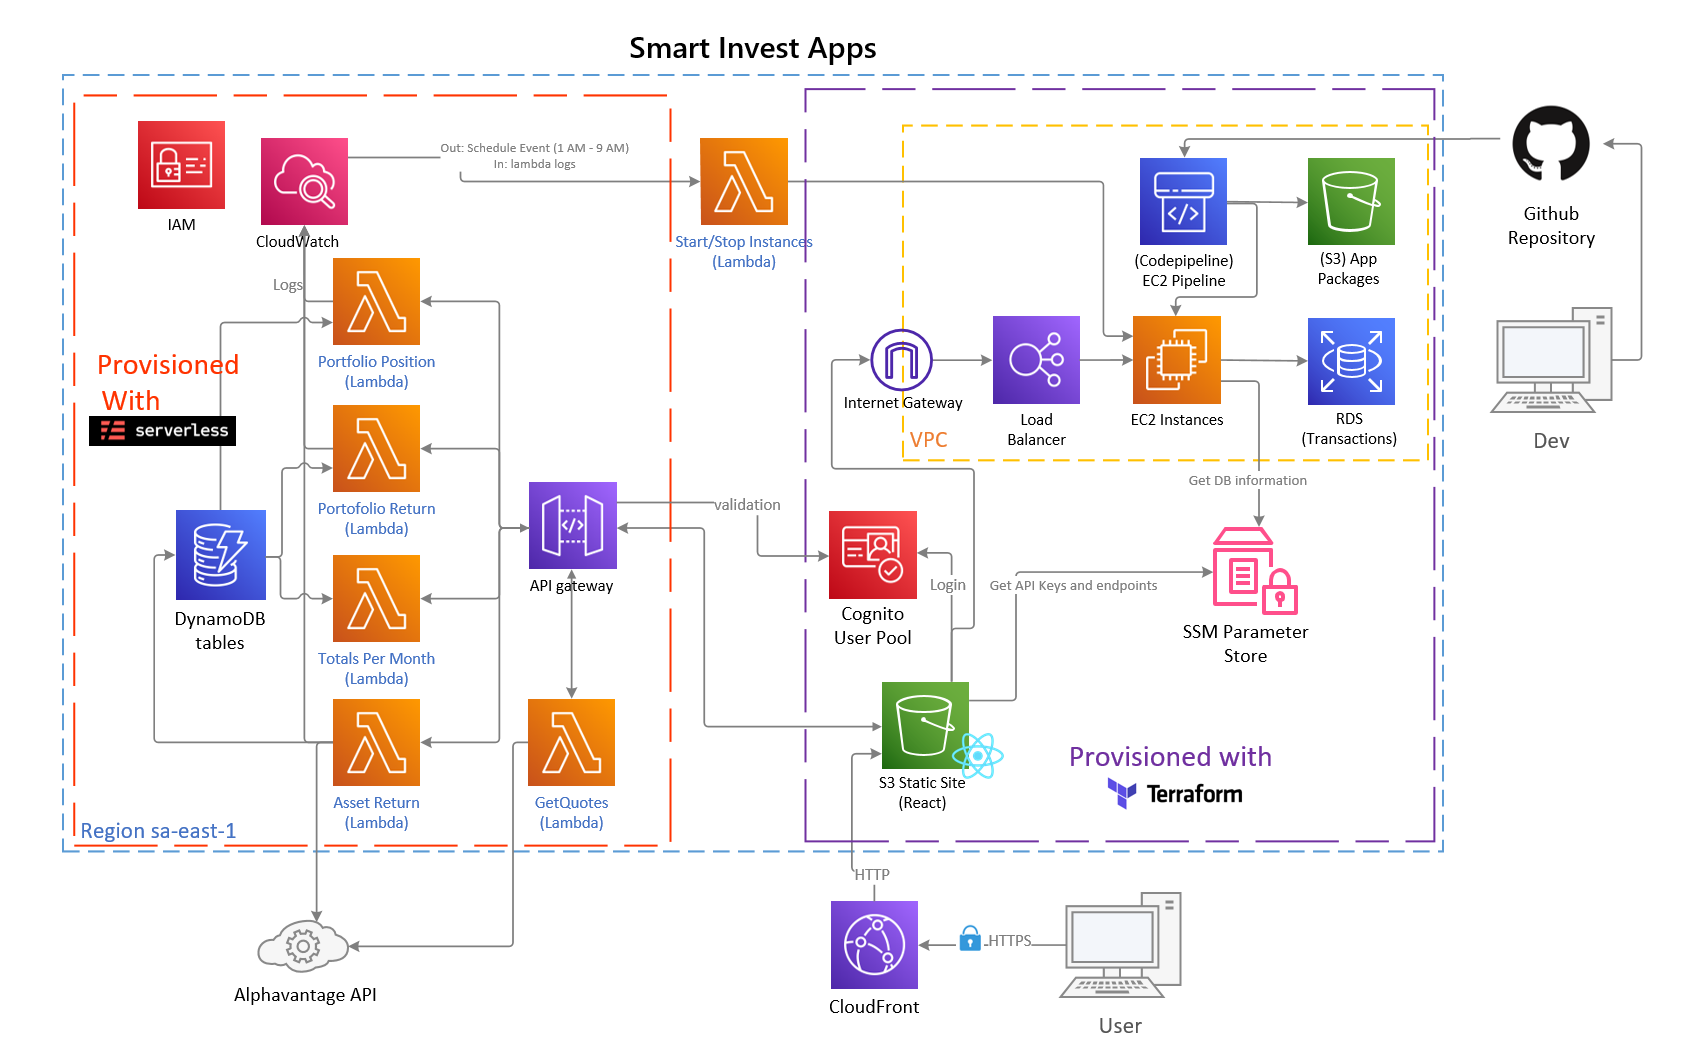 Smart Invest Apps
IAM
CloudWatch
Out: Schedule Event (1 AM - 9 AM)
In: lambda logs
Start/Stop Instances
(Lambda)
(Codepipeline)
EC2 Pipeline
(S3) App
Packages
Github
Repository
Logs
Portfolio Position
(Lambda)
Provisioned
With
serverless
Internet Gateway
Load
Balancer
EC2 Instances
RDS
(Transactions)
VPC
Dev
Portofolio Return
(Lambda)
validation
Get DB information
API gateway
DynamoDB
tables
Login
Get API Keys and endpoints
Cognito
User Pool
SSM Parameter
Store
Totals Per Month
(Lambda)
Provisioned with
Terraform
S3 Static Site
(React)
Asset Return
(Lambda)
GetQuotes
(Lambda)
Region sa-east-1
HTTP
HTTPS
Alphavantage API
CloudFront
User